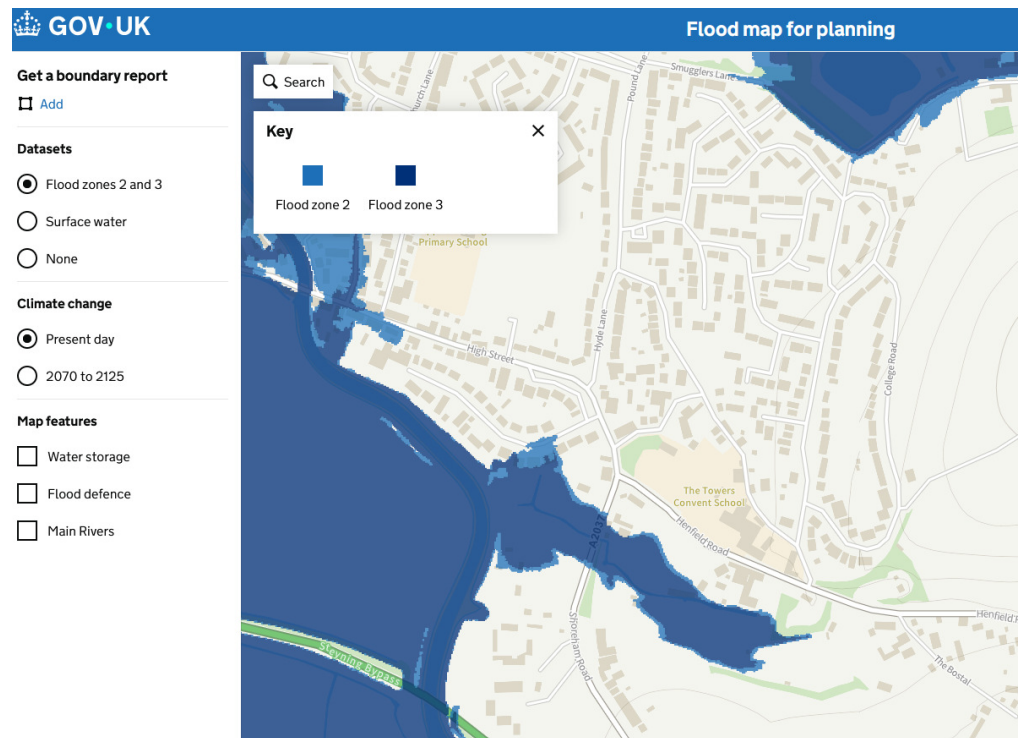 GOV·UK
Flood map for planning
Get a boundary report
Add
Datasets
Flood zones 2 and 3
Surface water
None
Climate change
Present day
2070 to 2125
Map features
Water storage
Flood defence
Main Rivers
Search
Key
Flood zone 2
Flood zone 3
Smugglers Lane
Pound Lane
Church Lane
Primary School
Hyde Lane
High Street
College Road
The Towers
Convent School
Henfield Road
A2037
Shoreham Road
Henfield
The Bostal
Steyning Bypass